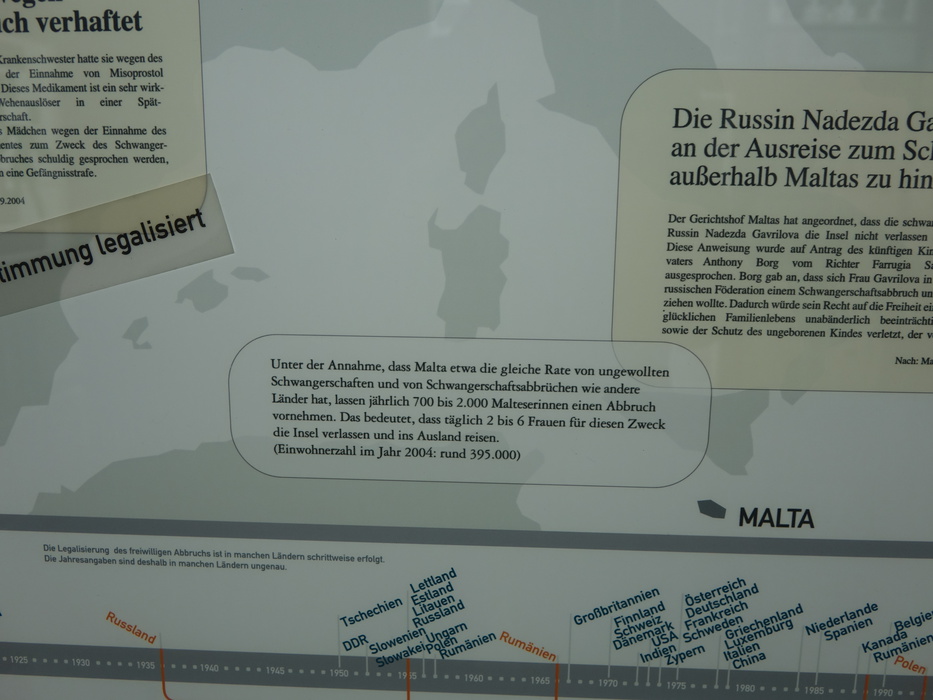 ch verhaftet
Krankenschwester hatte sie wegen des
der Einnahme von Misoprostol
Dieses Medikament ist ein sehr wirk-
Wehenauslöser in einer Spät-
rschaft.
s Mädchen wegen der Einnahme des
entes zum Zweck des Schwanger-
bruches schuldig gesprochen werden,
eine Gefängnisstrafe.
9.2004
timmung legalisiert
Die Russin Nadezda Ga
an der Ausreise zum Sc
außerhalb Maltas zu hin
Der Gerichtshof Maltas hat angeordnet, dass die schwa
Russin Nadezda Gavrilova die Insel nicht verlassen
Diese Anweisung wurde auf Antrag des künftigen Kin
vaters Anthony Borg vom Richter Farrugia S
ausgesprochen. Borg gab an, dass sich Frau Gavrilova in
russischen Föderation einem Schwangerschaftsabbruch un
ziehen wollte. Dadurch würde sein Recht auf die Freiheit ei
glücklichen Familienlebens unabänderlich beeinträchti
sowie der Schutz des ungeborenen Kindes verletzt, der v
Nach: Ma
Unter der Annahme, dass Malta etwa die gleiche Rate von ungewollten
Schwangerschaften und von Schwangerschaftsabbrüchen wie andere
Länder hat, lassen jährlich 700 bis 2.000 Malteserinnen einen Abbruch
vornehmen. Das bedeutet, dass täglich 2 bis 6 Frauen für diesen Zweck
die Insel verlassen und ins Ausland reisen.
(Einwohnerzahl im Jahr 2004: rund 395.000)
MALTA
Die Legalisierung des freiwilligen Abbruchs ist in manchen Ländern schrittweise erfolgt.
Die Jahresangaben sind deshalb in manchen Ländern ungenau.
Russland
Tschechien
DDR
Lettland
Estland
Litauen
Russland
Slowenien
Ungarn
Slowakei
Polen
Rumänien
Rumänien
Großbritannien
Finnland
Schweiz
Dänemark
USA
Indien
Zypern
Österreich
Deutschland
Frankreich
Schweden
Griechenland
Luxemburg
Italien
China
Niederlande
Spanien
Belgie
Kanada
Rumänie
Polen
1925 1930 1935 1940 1945 1950 1955 1960 1965 1970 1975 1980 1985 1990